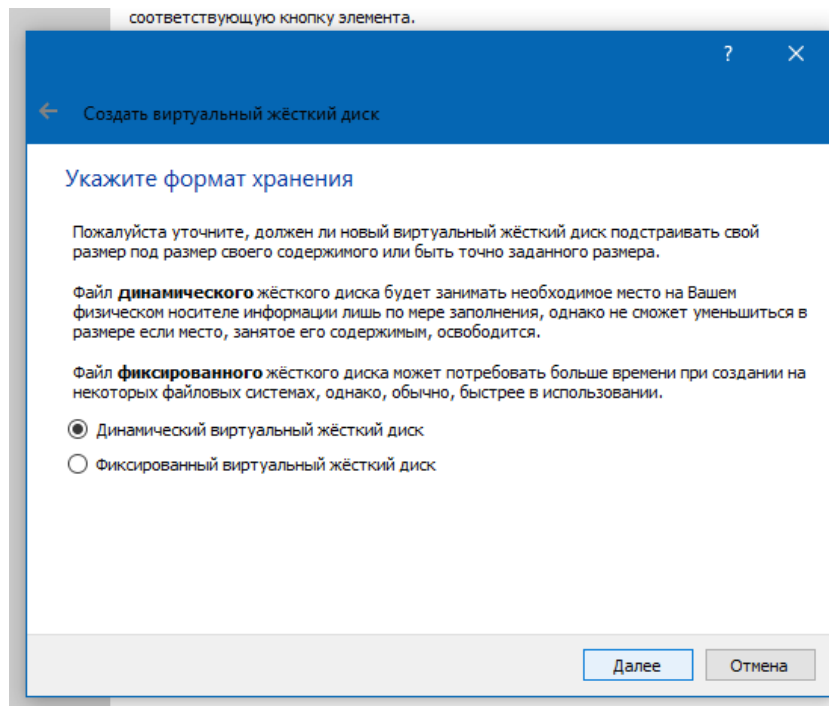 соответствующую кнопку элемента.
?
Создать виртуальный жёсткий диск
Укажите формат хранения
Пожалуйста уточните, должен ли новый виртуальный жёсткий диск подстраивать свой
размер под размер своего содержимого или быть точно заданного размера.
Файл динамического жёсткого диска будет занимать необходимое место на Вашем
физическом носителе информации лишь по мере заполнения, однако не сможет уменьшиться в
размере если место, занятое его содержимым, освободится.
Файл фиксированного жёсткого диска может потребовать больше времени при создании на
некоторых файловых системах, однако, обычно, быстрее в использовании.
Динамический виртуальный жёсткий диск
Фиксированный виртуальный жёсткий диск
Далее
Отмена